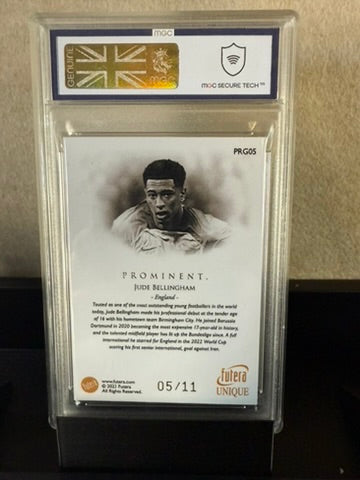 MGC
GENUINE
MGC SECURE TECH™
PRG05
PROMINENT.
JUDE BELLINGHAM
- England -
Touted as one of the most outstanding young footballers in the world
today, Jude Bellingham made his professional debut at the tender age
of 16 with his hometown team Birmingham City. He joined Borussia
Dortmund in 2020 becoming the most expensive 17-year-old in history,
and the talented midfield player has lit up the Bundesliga since. A full
international he starred for England in the 2022 World Cup
scoring his first senior international, goal against Iran.
www.futera.com
© 2023 Futera
All Rights Reserved.
05/11
futera
UNIQUE